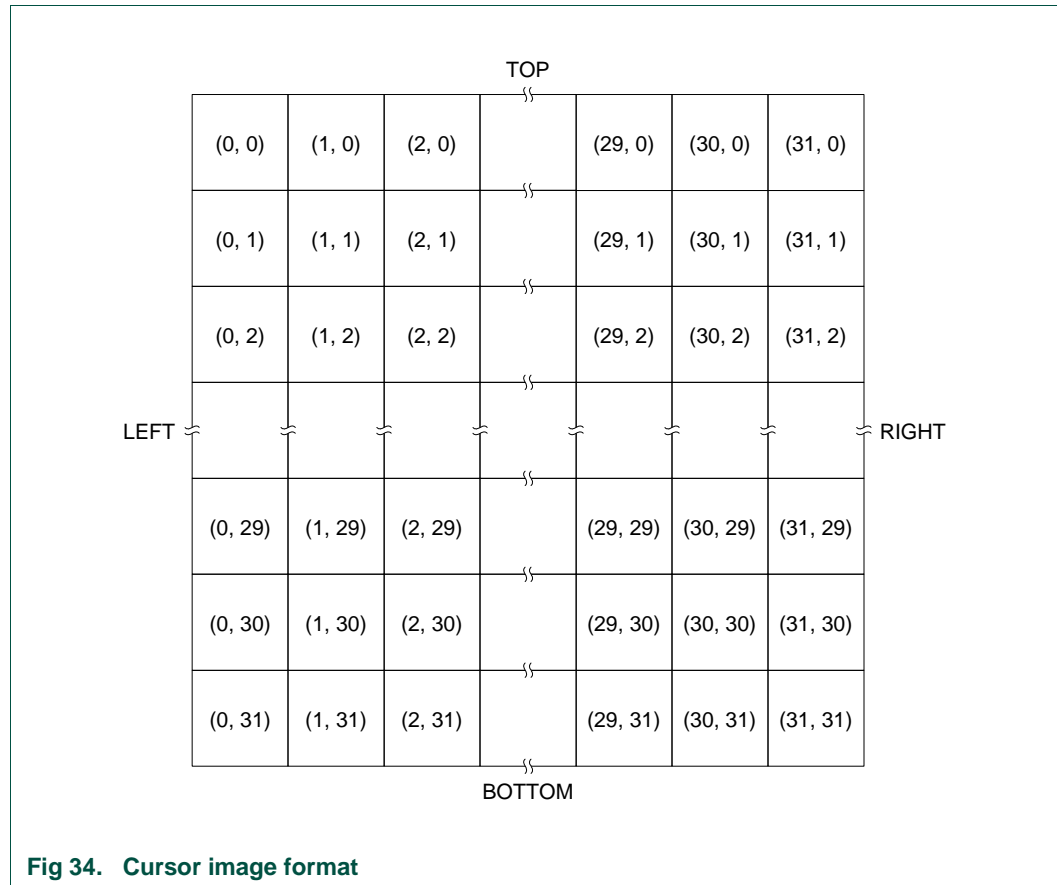 TOP
(0, 0) (1, 0) (2, 0) (29, 0) (30, 0) (31, 0)
(0, 1) (1, 1) (2, 1) (29, 1) (30, 1) (31, 1)
(0, 2) (1, 2) (2, 2) (29, 2) (30, 2) (31, 2)
LEFT RIGHT
(0, 29) (1, 29) (2, 29) (29, 29) (30, 29) (31, 29)
(0, 30) (1, 30) (2, 30) (29, 30) (30, 30) (31, 30)
(0, 31) (1, 31) (2, 31) (29, 31) (30, 31) (31, 31)
BOTTOM
Fig 34. Cursor image format